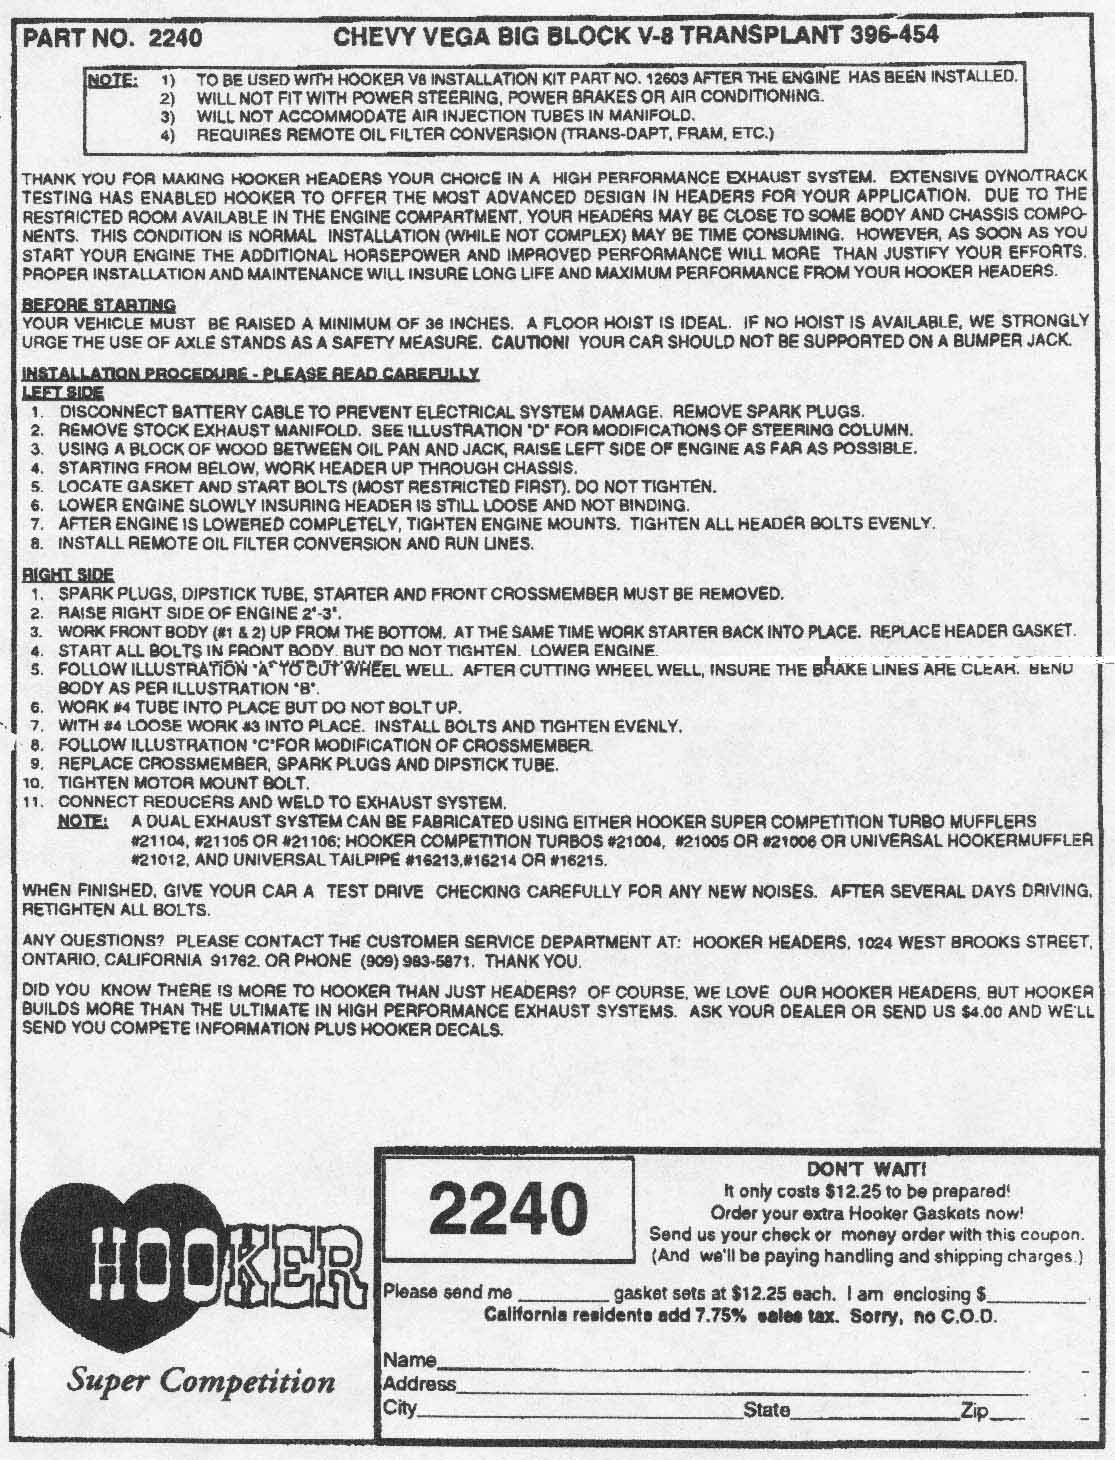 PART NO. 2240 CHEVY VEGA BIG BLOCK V-8 TRANSPLANT 396-454
NOTE: 1) TO BE USED WITH HOOKER V8 INSTALLATION KIT PART NO. 12603 AFTER THE ENGINE HAS BEEN INSTALLED.
2) WILL NOT FIT WITH POWER STEERING, POWER BRAKES OR AIR CONDITIONING.
3) WILL NOT ACCOMMODATE AIR INJECTION TUBES IN MANIFOLD.
4) REQUIRES REMOTE OIL FILTER CONVERSION (TRANS-DAPT, FRAM, ETC.)
THANK YOU FOR MAKING HOOKER HEADERS YOUR CHOICE IN A HIGH PERFORMANCE EXHAUST SYSTEM. EXTENSIVE DYNO/TRACK
TESTING HAS ENABLED HOOKER TO OFFER THE MOST ADVANCED DESIGN IN HEADERS FOR YOUR APPLICATION. DUE TO THE
RESTRICTED ROOM AVAILABLE IN THE ENGINE COMPARTMENT, YOUR HEADERS MAY BE CLOSE TO SOME BODY AND CHASSIS COMPO-
NENTS. THIS CONDITION IS NORMAL INSTALLATION (WHILE NOT COMPLEX) MAY BE TIME CONSUMING. HOWEVER, AS SOON AS YOU
START YOUR ENGINE THE ADDITIONAL HORSEPOWER AND IMPROVED PERFORMANCE WILL MORE THAN JUSTIFY YOUR EFFORTS.
PROPER INSTALLATION AND MAINTENANCE WILL INSURE LONG LIFE AND MAXIMUM PERFORMANCE FROM YOUR HOOKER HEADERS.
BEFORE STARTING
YOUR VEHICLE MUST BE RAISED A MINIMUM OF 36 INCHES. A FLOOR HOIST IS IDEAL. IF NO HOIST IS AVAILABLE, WE STRONGLY
URGE THE USE OF AXLE STANDS AS A SAFETY MEASURE. CAUTION! YOUR CAR SHOULD NOT BE SUPPORTED ON A BUMPER JACK.
INSTALLATION PROCEDURE - PLEASE READ CAREFULLY
LEFT SIDE
1. DISCONNECT BATTERY CABLE TO PREVENT ELECTRICAL SYSTEM DAMAGE. REMOVE SPARK PLUGS.
2. REMOVE STOCK EXHAUST MANIFOLD. SEE ILLUSTRATION "D" FOR MODIFICATIONS OF STEERING COLUMN.
3. USING A BLOCK OF WOOD BETWEEN OIL PAN AND JACK, RAISE LEFT SIDE OF ENGINE AS FAR AS POSSIBLE.
4. STARTING FROM BELOW, WORK HEADER UP THROUGH CHASSIS.
5. LOCATE GASKET AND START BOLTS (MOST RESTRICTED FIRST). DO NOT TIGHTEN.
6. LOWER ENGINE SLOWLY INSURING HEADER IS STILL LOOSE AND NOT BINDING.
7. AFTER ENGINE IS LOWERED COMPLETELY, TIGHTEN ENGINE MOUNTS. TIGHTEN ALL HEADER BOLTS EVENLY.
8. INSTALL REMOTE OIL FILTER CONVERSION AND RUN LINES.
RIGHT SIDE
1. SPARK PLUGS, DIPSTICK TUBE, STARTER AND FRONT CROSSMEMBER MUST BE REMOVED.
2. RAISE RIGHT SIDE OF ENGINE 2"-3".
3. WORK FRONT BODY (#1 & 2) UP FROM THE BOTTOM. AT THE SAME TIME WORK STARTER BACK INTO PLACE. REPLACE HEADER GASKET.
4. START ALL BOLTS IN FRONT BODY, BUT DO NOT TIGHTEN. LOWER ENGINE.
5. FOLLOW ILLUSTRATION "A" TO CUT WHEEL WELL. AFTER CUTTING WHEEL WELL, INSURE THE BRAKE LINES ARE CLEAR. BEND
BODY AS PER ILLUSTRATION "B".
6. WORK #4 TUBE INTO PLACE BUT DO NOT BOLT UP.
7. WITH #4 LOOSE WORK #3 INTO PLACE. INSTALL BOLTS AND TIGHTEN EVENLY.
8. FOLLOW ILLUSTRATION "C"FOR MODIFICATION OF CROSSMEMBER.
9. REPLACE CROSSMEMBER, SPARK PLUGS AND DIPSTICK TUBE.
10. TIGHTEN MOTOR MOUNT BOLT.
11. CONNECT REDUCERS AND WELD TO EXHAUST SYSTEM.
NOTE: A DUAL EXHAUST SYSTEM CAN BE FABRICATED USING EITHER HOOKER SUPER COMPETITION TURBO MUFFLERS
#21104, #21105 OR #21106; HOOKER COMPETITION TURBOS #21004, #21005 OR #21006 OR UNIVERSAL HOOKERMUFFLER
#21012, AND UNIVERSAL TAILPIPE #16213,#16214 OR #16215.
WHEN FINISHED, GIVE YOUR CAR A TEST DRIVE CHECKING CAREFULLY FOR ANY NEW NOISES. AFTER SEVERAL DAYS DRIVING,
RETIGHTEN ALL BOLTS.
ANY QUESTIONS? PLEASE CONTACT THE CUSTOMER SERVICE DEPARTMENT AT: HOOKER HEADERS, 1024 WEST BROOKS STREET,
ONTARIO, CALIFORNIA 91762. OR PHONE (909) 983-5871. THANK YOU.
DID YOU KNOW THERE IS MORE TO HOOKER THAN JUST HEADERS? OF COURSE, WE LOVE OUR HOOKER HEADERS, BUT HOOKER
BUILDS MORE THAN THE ULTIMATE IN HIGH PERFORMANCE EXHAUST SYSTEMS. ASK YOUR DEALER OR SEND US $4.00 AND WE'LL
SEND YOU COMPETE INFORMATION PLUS HOOKER DECALS.
HOOKER
Super Competition
2240
DON'T WAIT!
It only costs $12.25 to be prepared!
Order your extra Hooker Gaskets now!
Send us your check or money order with this coupon.
(And we'll be paying handling and shipping charges.)
Please send me ________ gasket sets at $12.25 each. I am enclosing $________
California residents add 7.75% sales tax. Sorry, no C.O.D.
Name
Address
City State Zip